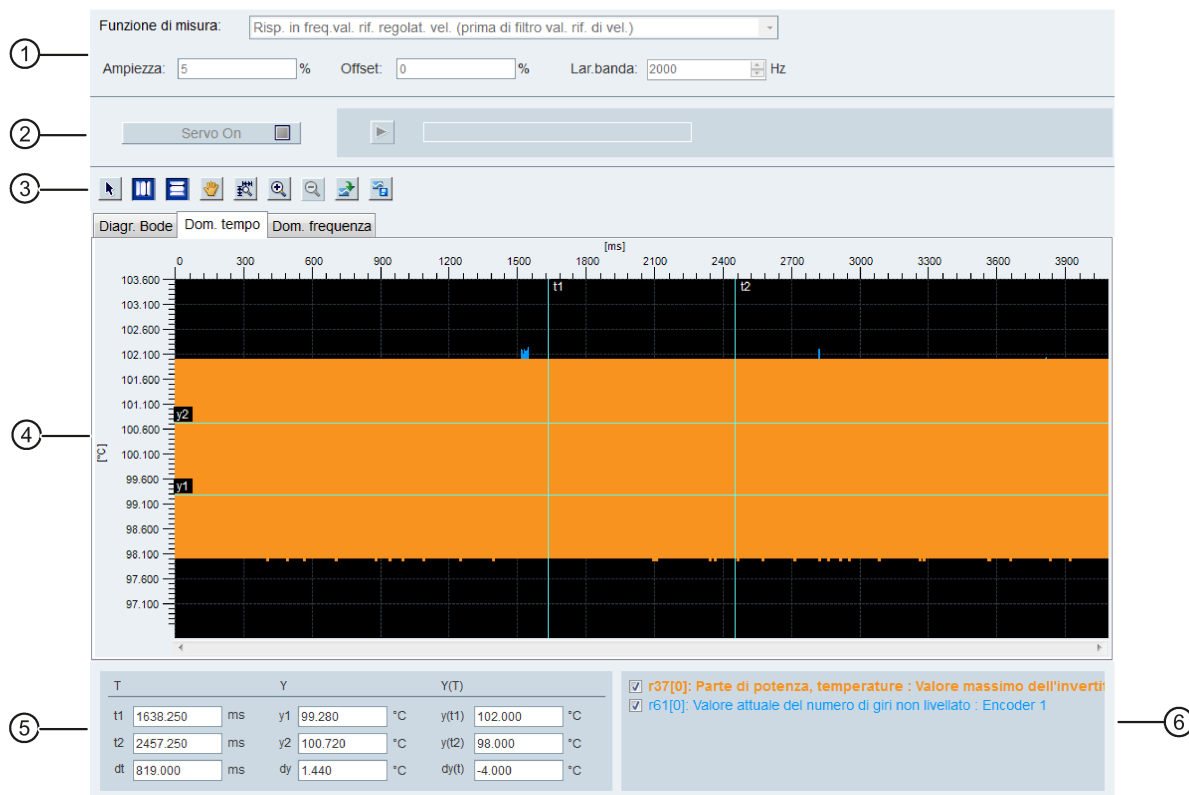 1
Funzione di misura: Risp. in freq.val. rif. regolat. vel. (prima di filtro val. rif. di vel.)
Ampiezza: 5 % Offset: 0 % Lar.banda: 2000 Hz
2
Servo On
3
Diagr. Bode Dom. tempo Dom. frequenza
[ms]
0 300 600 900 1200 1500 1800 2100 2400 2700 3000 3300 3600 3900
4
[°C]
103.600
103.100
102.600
102.100
101.600
101.100
100.600
100.100
99.600
99.100
98.600
98.100
97.600
97.100
t1 t2
y2
y1
5
T Y Y(T)
t1 1638.250 ms y1 99.280 °C y(t1) 102.000 °C
t2 2457.250 ms y2 100.720 °C y(t2) 98.000 °C
dt 819.000 ms dy 1.440 °C dy(t) -4.000 °C
r37[0]: Parte di potenza, temperature : Valore massimo dell'invertit
r61[0]: Valore attuale del numero di giri non livellato : Encoder 1
6